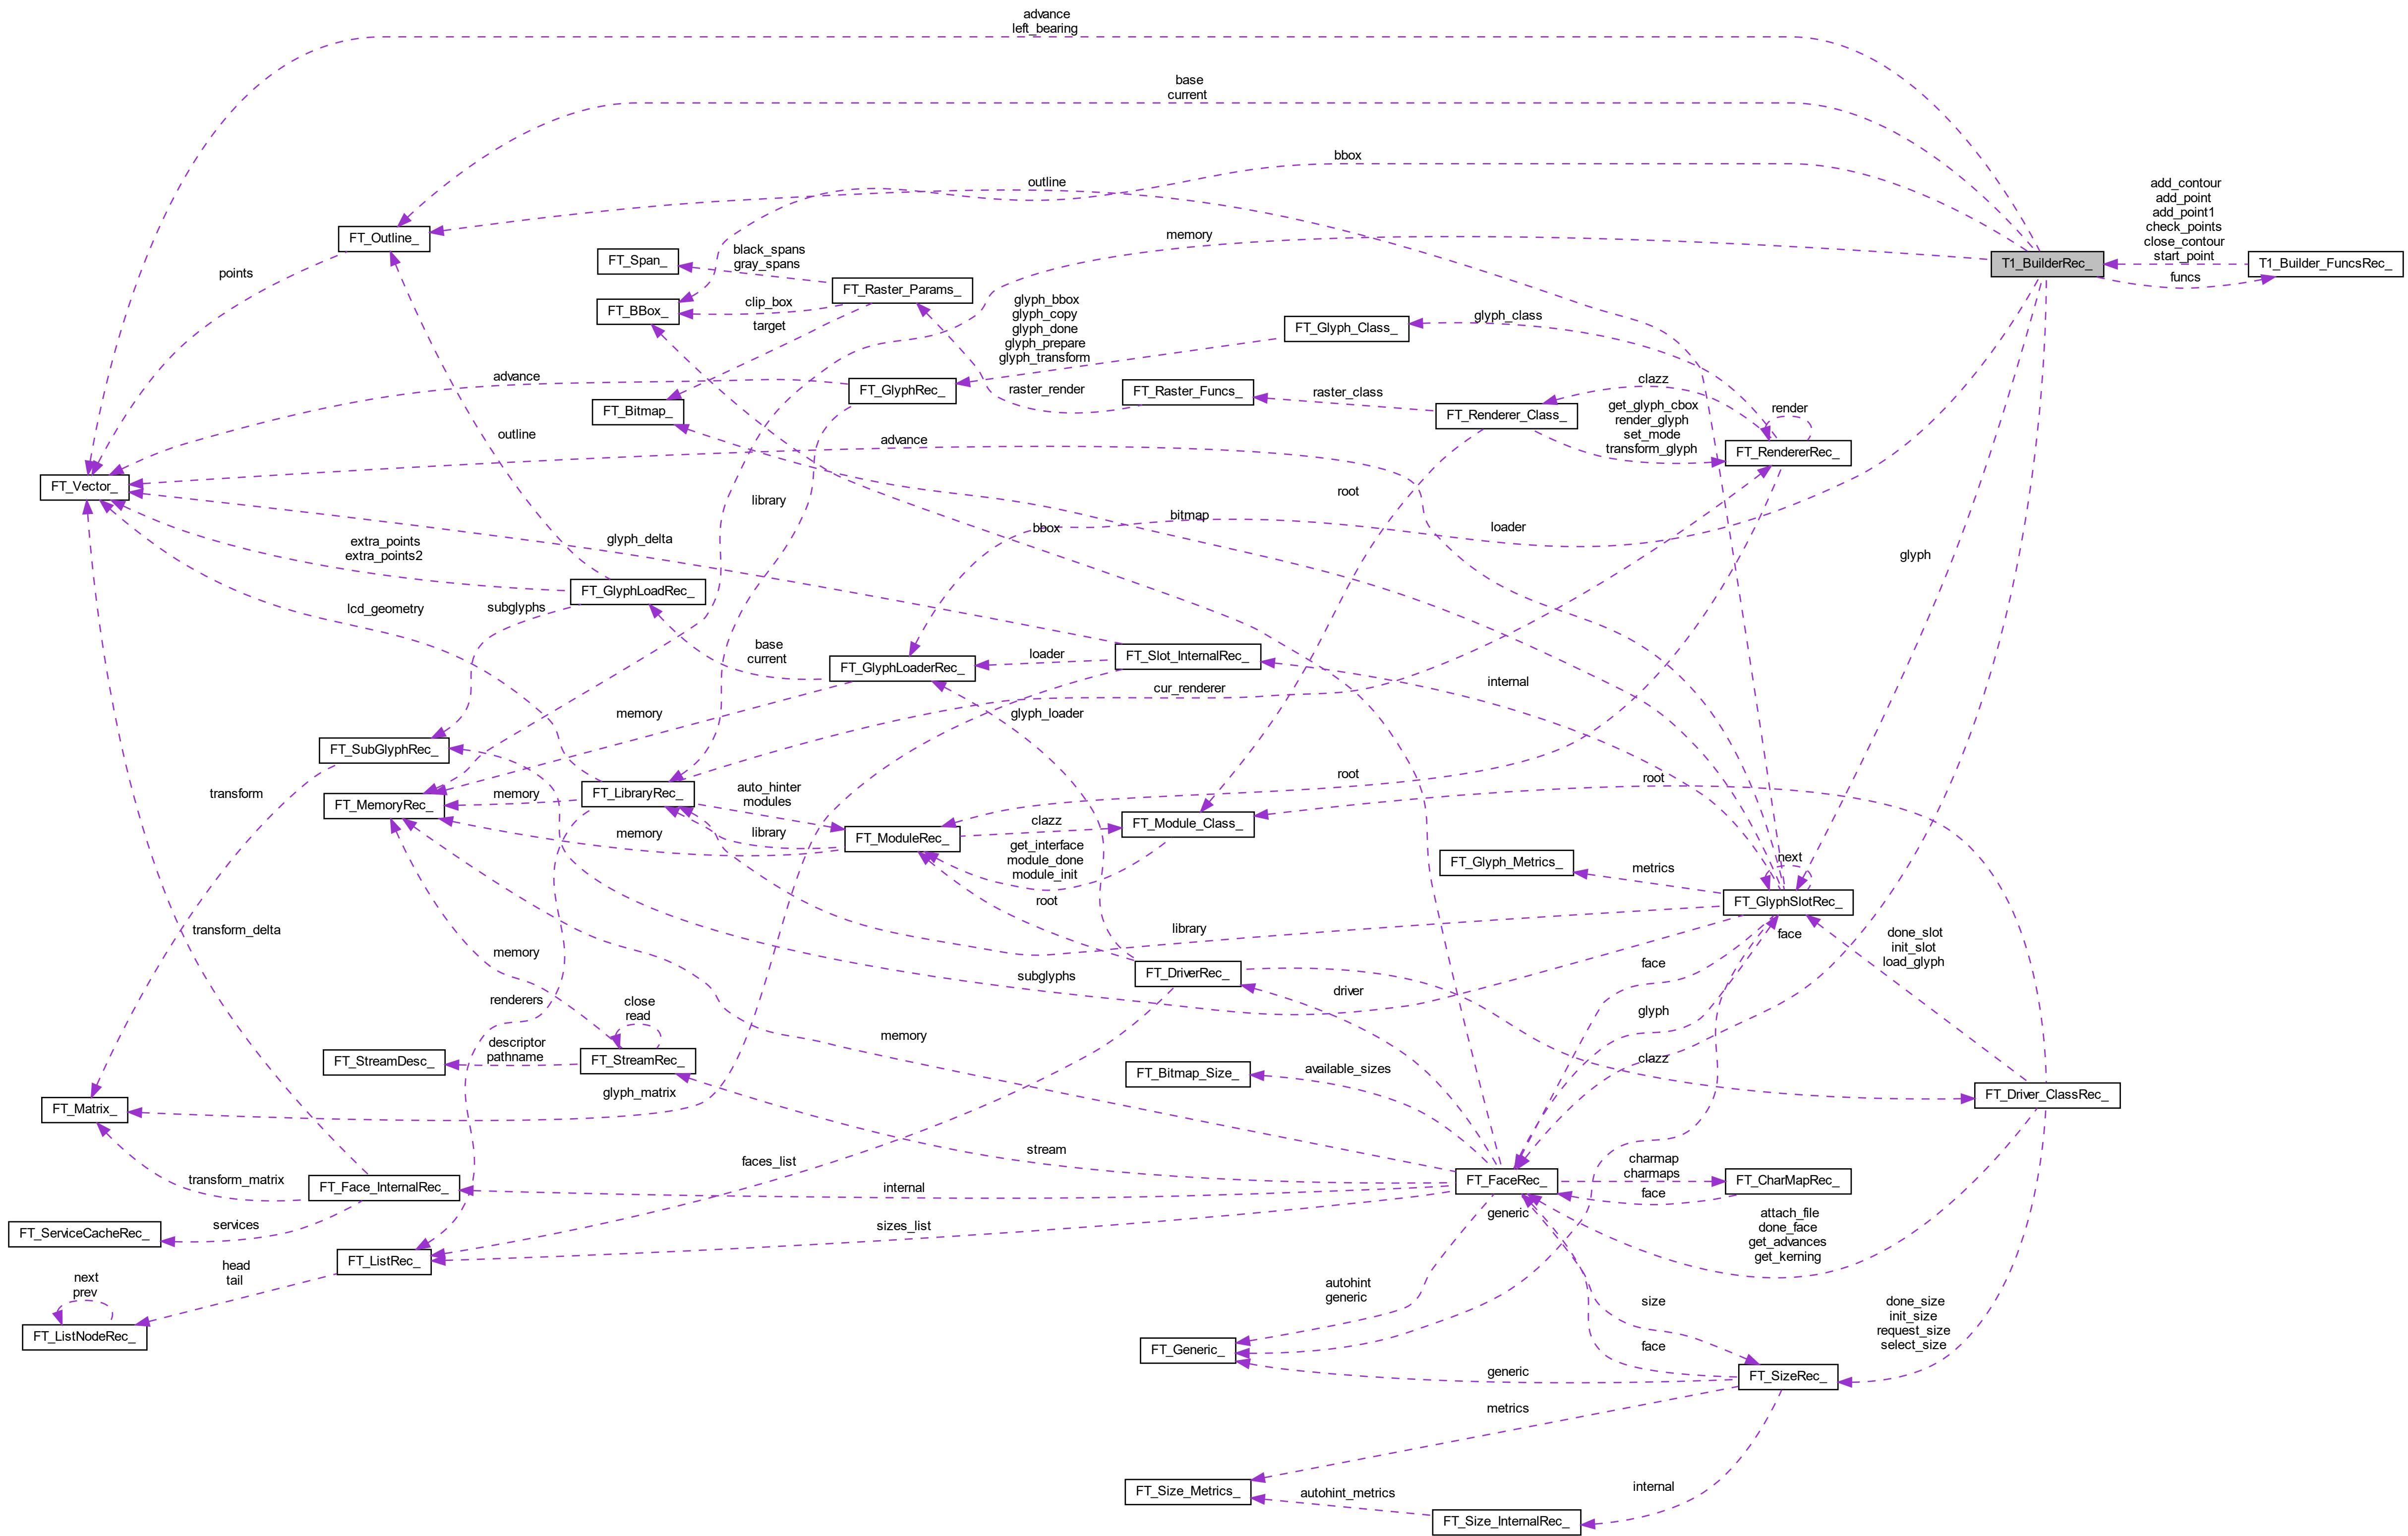 advance
left_bearing
base
current
bbox
outline
add_contour
add_point
add_point1
check_points
close_contour
start_point
memory
FT_Outline_
black_spans
gray_spans
FT_Span_
T1_BuilderRec_
T1_Builder_FuncsRec_
points
funcs
FT_Raster_Params_
clip_box
FT_BBox_
target
glyph_bbox
glyph_copy
glyph_done
glyph_prepare
glyph_transform
FT_Glyph_Class_
glyph_class
advance
FT_GlyphRec_
raster_render
FT_Raster_Funcs_
raster_class
clazz
render
FT_Bitmap_
FT_Renderer_Class_
get_glyph_cbox
render_glyph
set_mode
transform_glyph
outline
advance
FT_RendererRec_
FT_Vector_
library
root
bbox
bitmap
loader
extra_points
extra_points2
glyph_delta
glyph
FT_GlyphLoadRec_
lcd_geometry
subglyphs
base
current
loader
FT_Slot_InternalRec_
FT_GlyphLoaderRec_
cur_renderer
internal
memory
glyph_loader
FT_SubGlyphRec_
transform
FT_MemoryRec_
memory
FT_LibraryRec_
auto_hinter
modules
root
root
memory
library
FT_ModuleRec_
clazz
FT_Module_Class_
get_interface
module_done
module_init
FT_Glyph_Metrics_
metrics
next
FT_GlyphSlotRec_
root
transform_delta
library
face
done_slot
init_slot
load_glyph
memory
subglyphs
FT_DriverRec_
face
driver
renderers
close
read
glyph
descriptor
pathname
FT_StreamDesc_
FT_StreamRec_
memory
clazz
FT_Bitmap_Size_
available_sizes
FT_Matrix_
glyph_matrix
FT_Driver_ClassRec_
stream
faces_list
transform_matrix
FT_Face_InternalRec_
internal
FT_FaceRec_
charmap
charmaps
FT_CharMapRec_
face
services
FT_ServiceCacheRec_
sizes_list
generic
attach_file
done_face
get_advances
get_kerning
FT_ListRec_
head
tail
next
prev
FT_ListNodeRec_
autohint
generic
size
done_size
init_size
request_size
select_size
FT_Generic_
face
generic
FT_SizeRec_
metrics
FT_Size_Metrics_
autohint_metrics
internal
FT_Size_InternalRec_